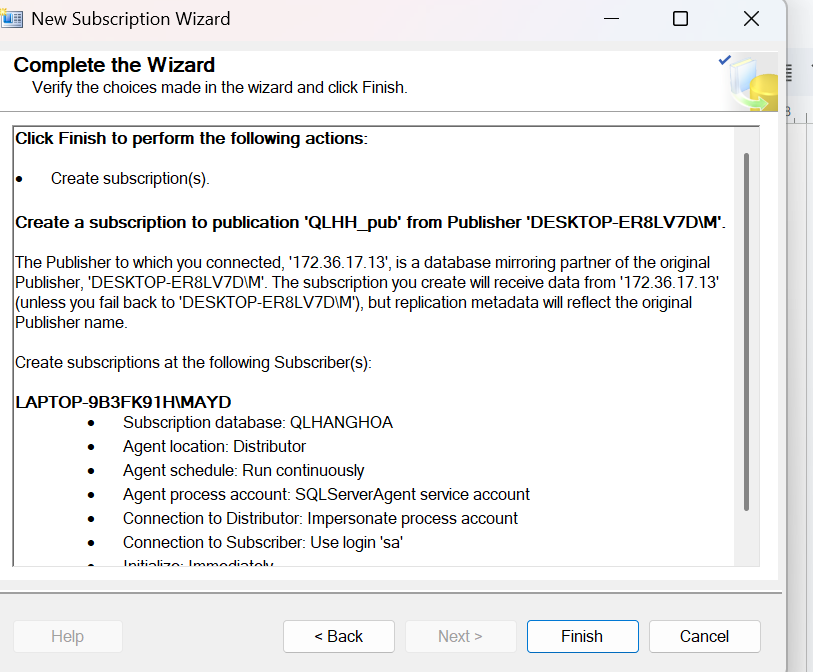 New Subscription Wizard
Complete the Wizard
Verify the choices made in the wizard and click Finish.
Click Finish to perform the following actions:
• Create subscription(s).
Create a subscription to publication 'QLHH_pub' from Publisher 'DESKTOP-ER8LV7D\M'.
The Publisher to which you connected, '172.36.17.13', is a database mirroring partner of the original
Publisher, 'DESKTOP-ER8LV7D\M'. The subscription you create will receive data from '172.36.17.13'
(unless you fail back to 'DESKTOP-ER8LV7D\M'), but replication metadata will reflect the original
Publisher name.
Create subscriptions at the following Subscriber(s):
LAPTOP-9B3FK91H\MAYD
• Subscription database: QLHANGHOA
• Agent location: Distributor
• Agent schedule: Run continuously
• Agent process account: SQLServerAgent service account
• Connection to Distributor: Impersonate process account
• Connection to Subscriber: Use login 'sa'
• Initialize: Immediately
Help
< Back
Next >
Finish
Cancel